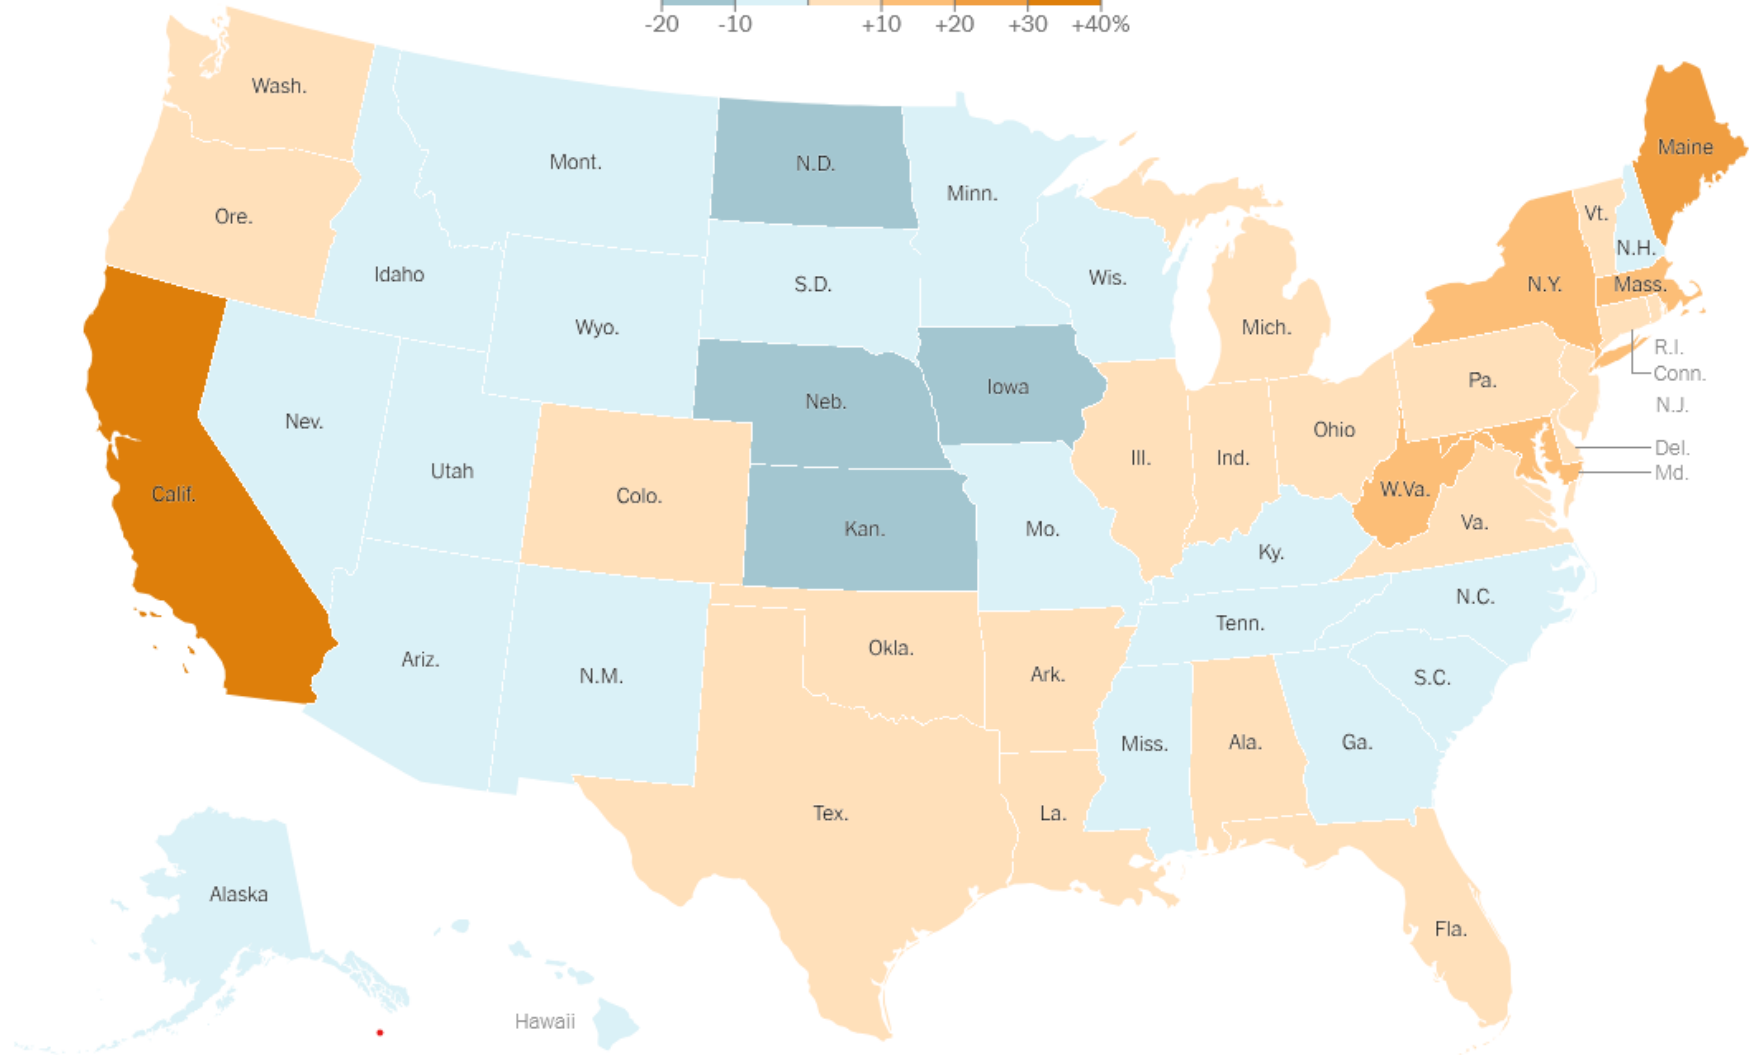 -20 -10 +10 +20 +30 +40%
Wash.
Maine
Mont.
N.D.
Minn.
Vt.
Ore.
N.H.
Idaho
S.D.
Wis.
N.Y.
Mass.
Wyo.
Mich.
R.I.
Conn.
Neb.
Iowa
Pa.
N.J.
Nev.
Ohio
Utah
Ill.
Ind.
Del.
Md.
Calif.
Colo.
W.Va.
Kan.
Mo.
Va.
Ky.
N.C.
Tenn.
Ariz.
N.M.
Okla.
Ark.
S.C.
Miss.
Ala.
Ga.
Tex.
La.
Alaska
Fla.
Hawaii